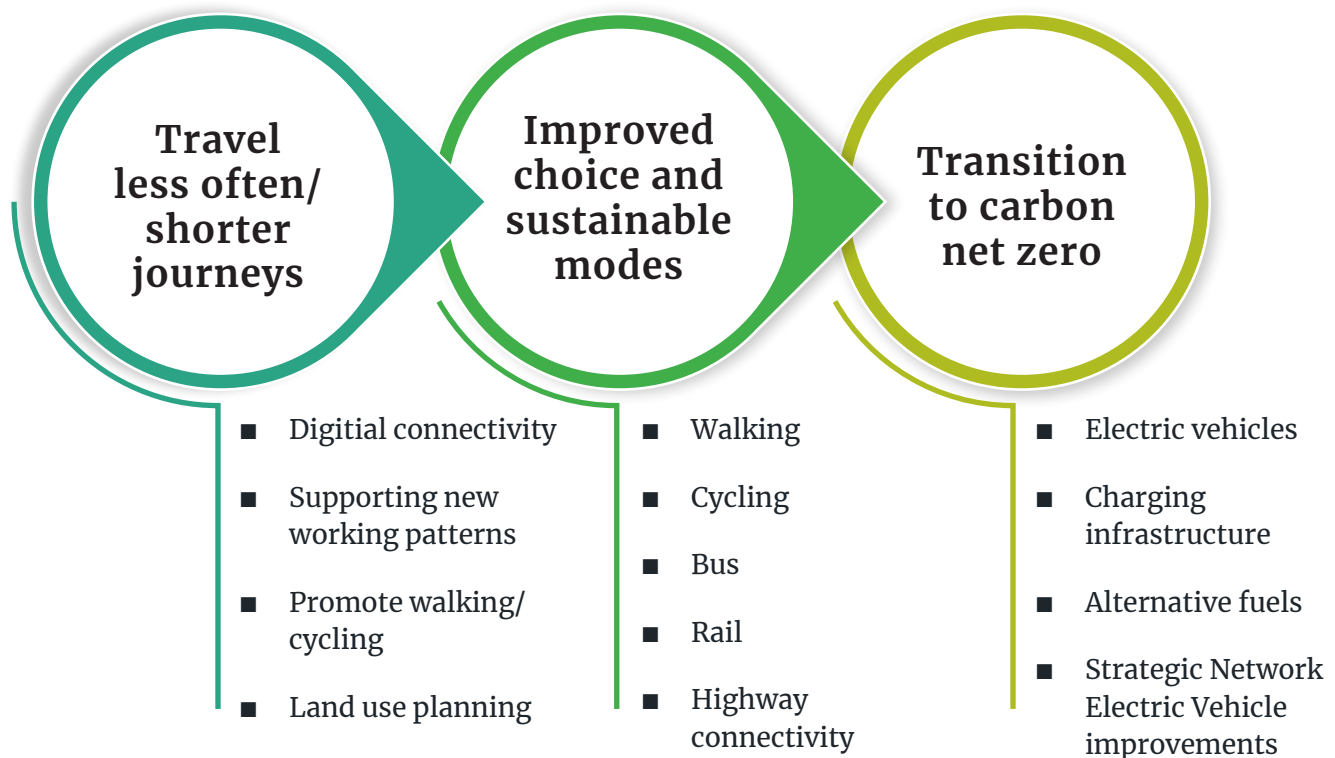 Travel
less often/
shorter
journeys
■ Digitial connectivity
■ Supporting new
working patterns
■ Promote walking/
cycling
■ Land use planning
Improved
choice and
sustainable
modes
■ Walking
■ Cycling
■ Bus
■ Rail
■ Highway
connectivity
Transition
to carbon
net zero
■ Electric vehicles
■ Charging
infrastructure
■ Alternative fuels
■ Strategic Network
Electric Vehicle
improvements